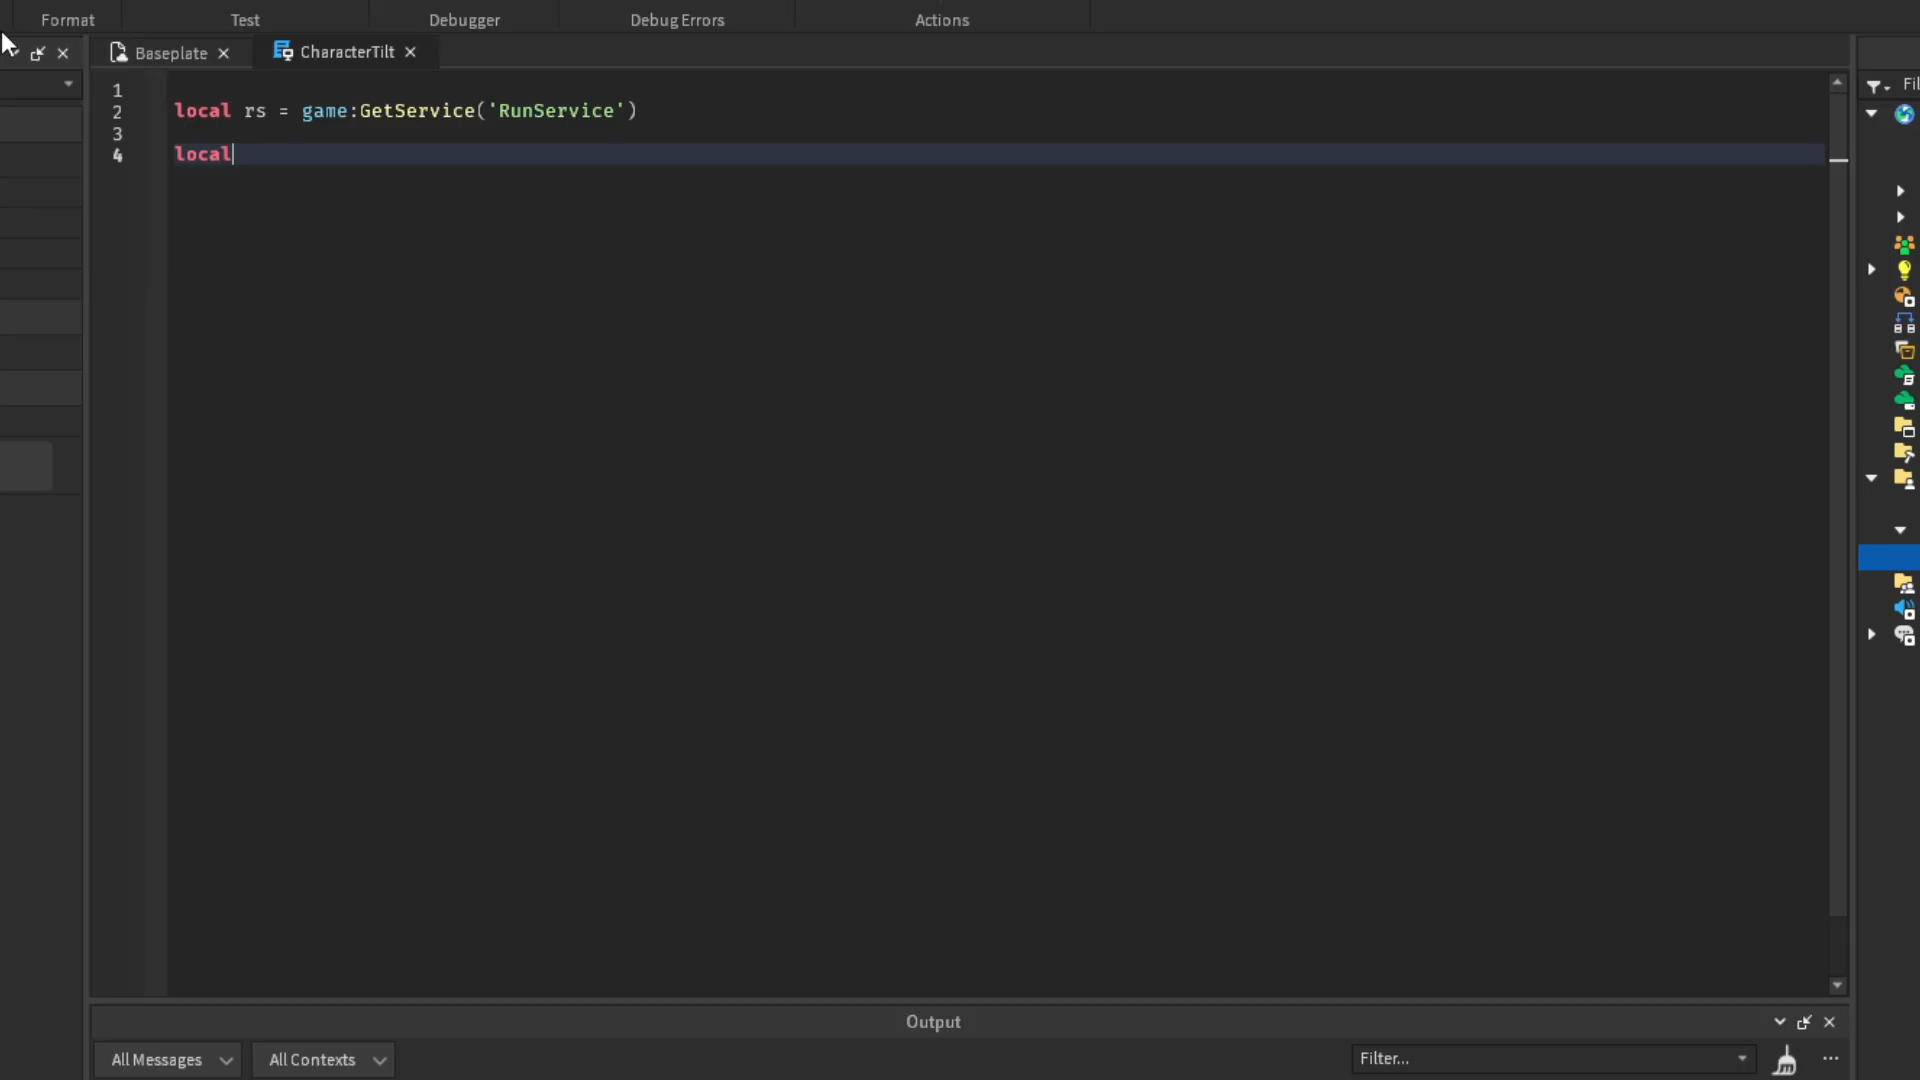 Format Test Debugger Debug Errors Actions
Baseplate CharacterTilt
Fil
1
2 local rs = game:GetService('RunService')
3
4 local
Output
All Messages All Contexts Filter... ...